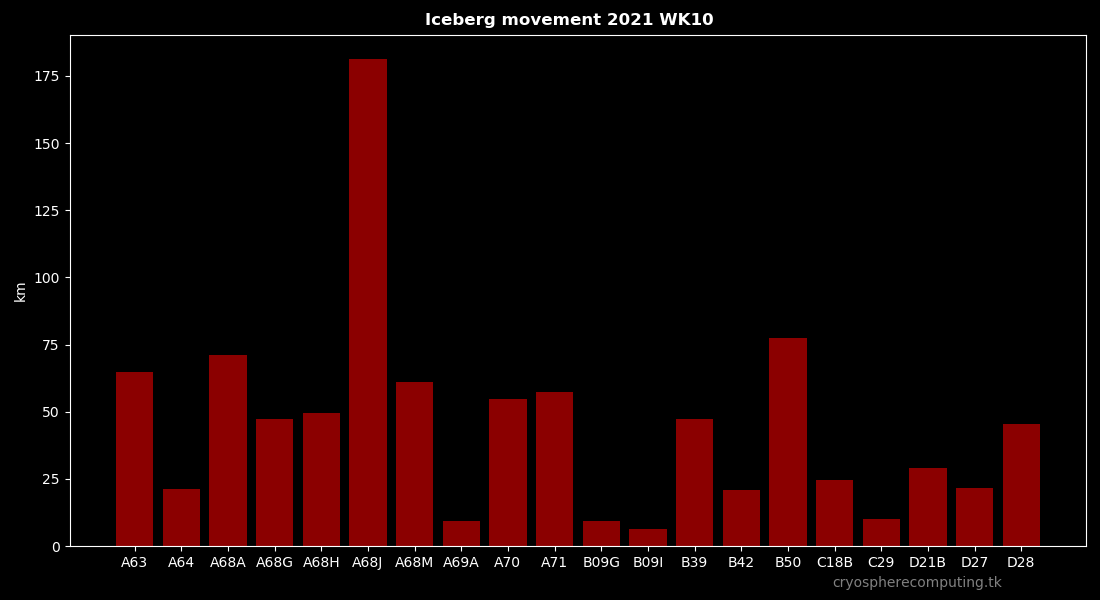 Iceberg movement 2021 WK10
175
150
125
100
75
50
25
0
km
A63 A64 A68A A68G A68H A68J A68M A69A A70 A71 B09G B09I B39 B42 B50 C18B C29 D21B D27 D28
cryospherecomputing.tk